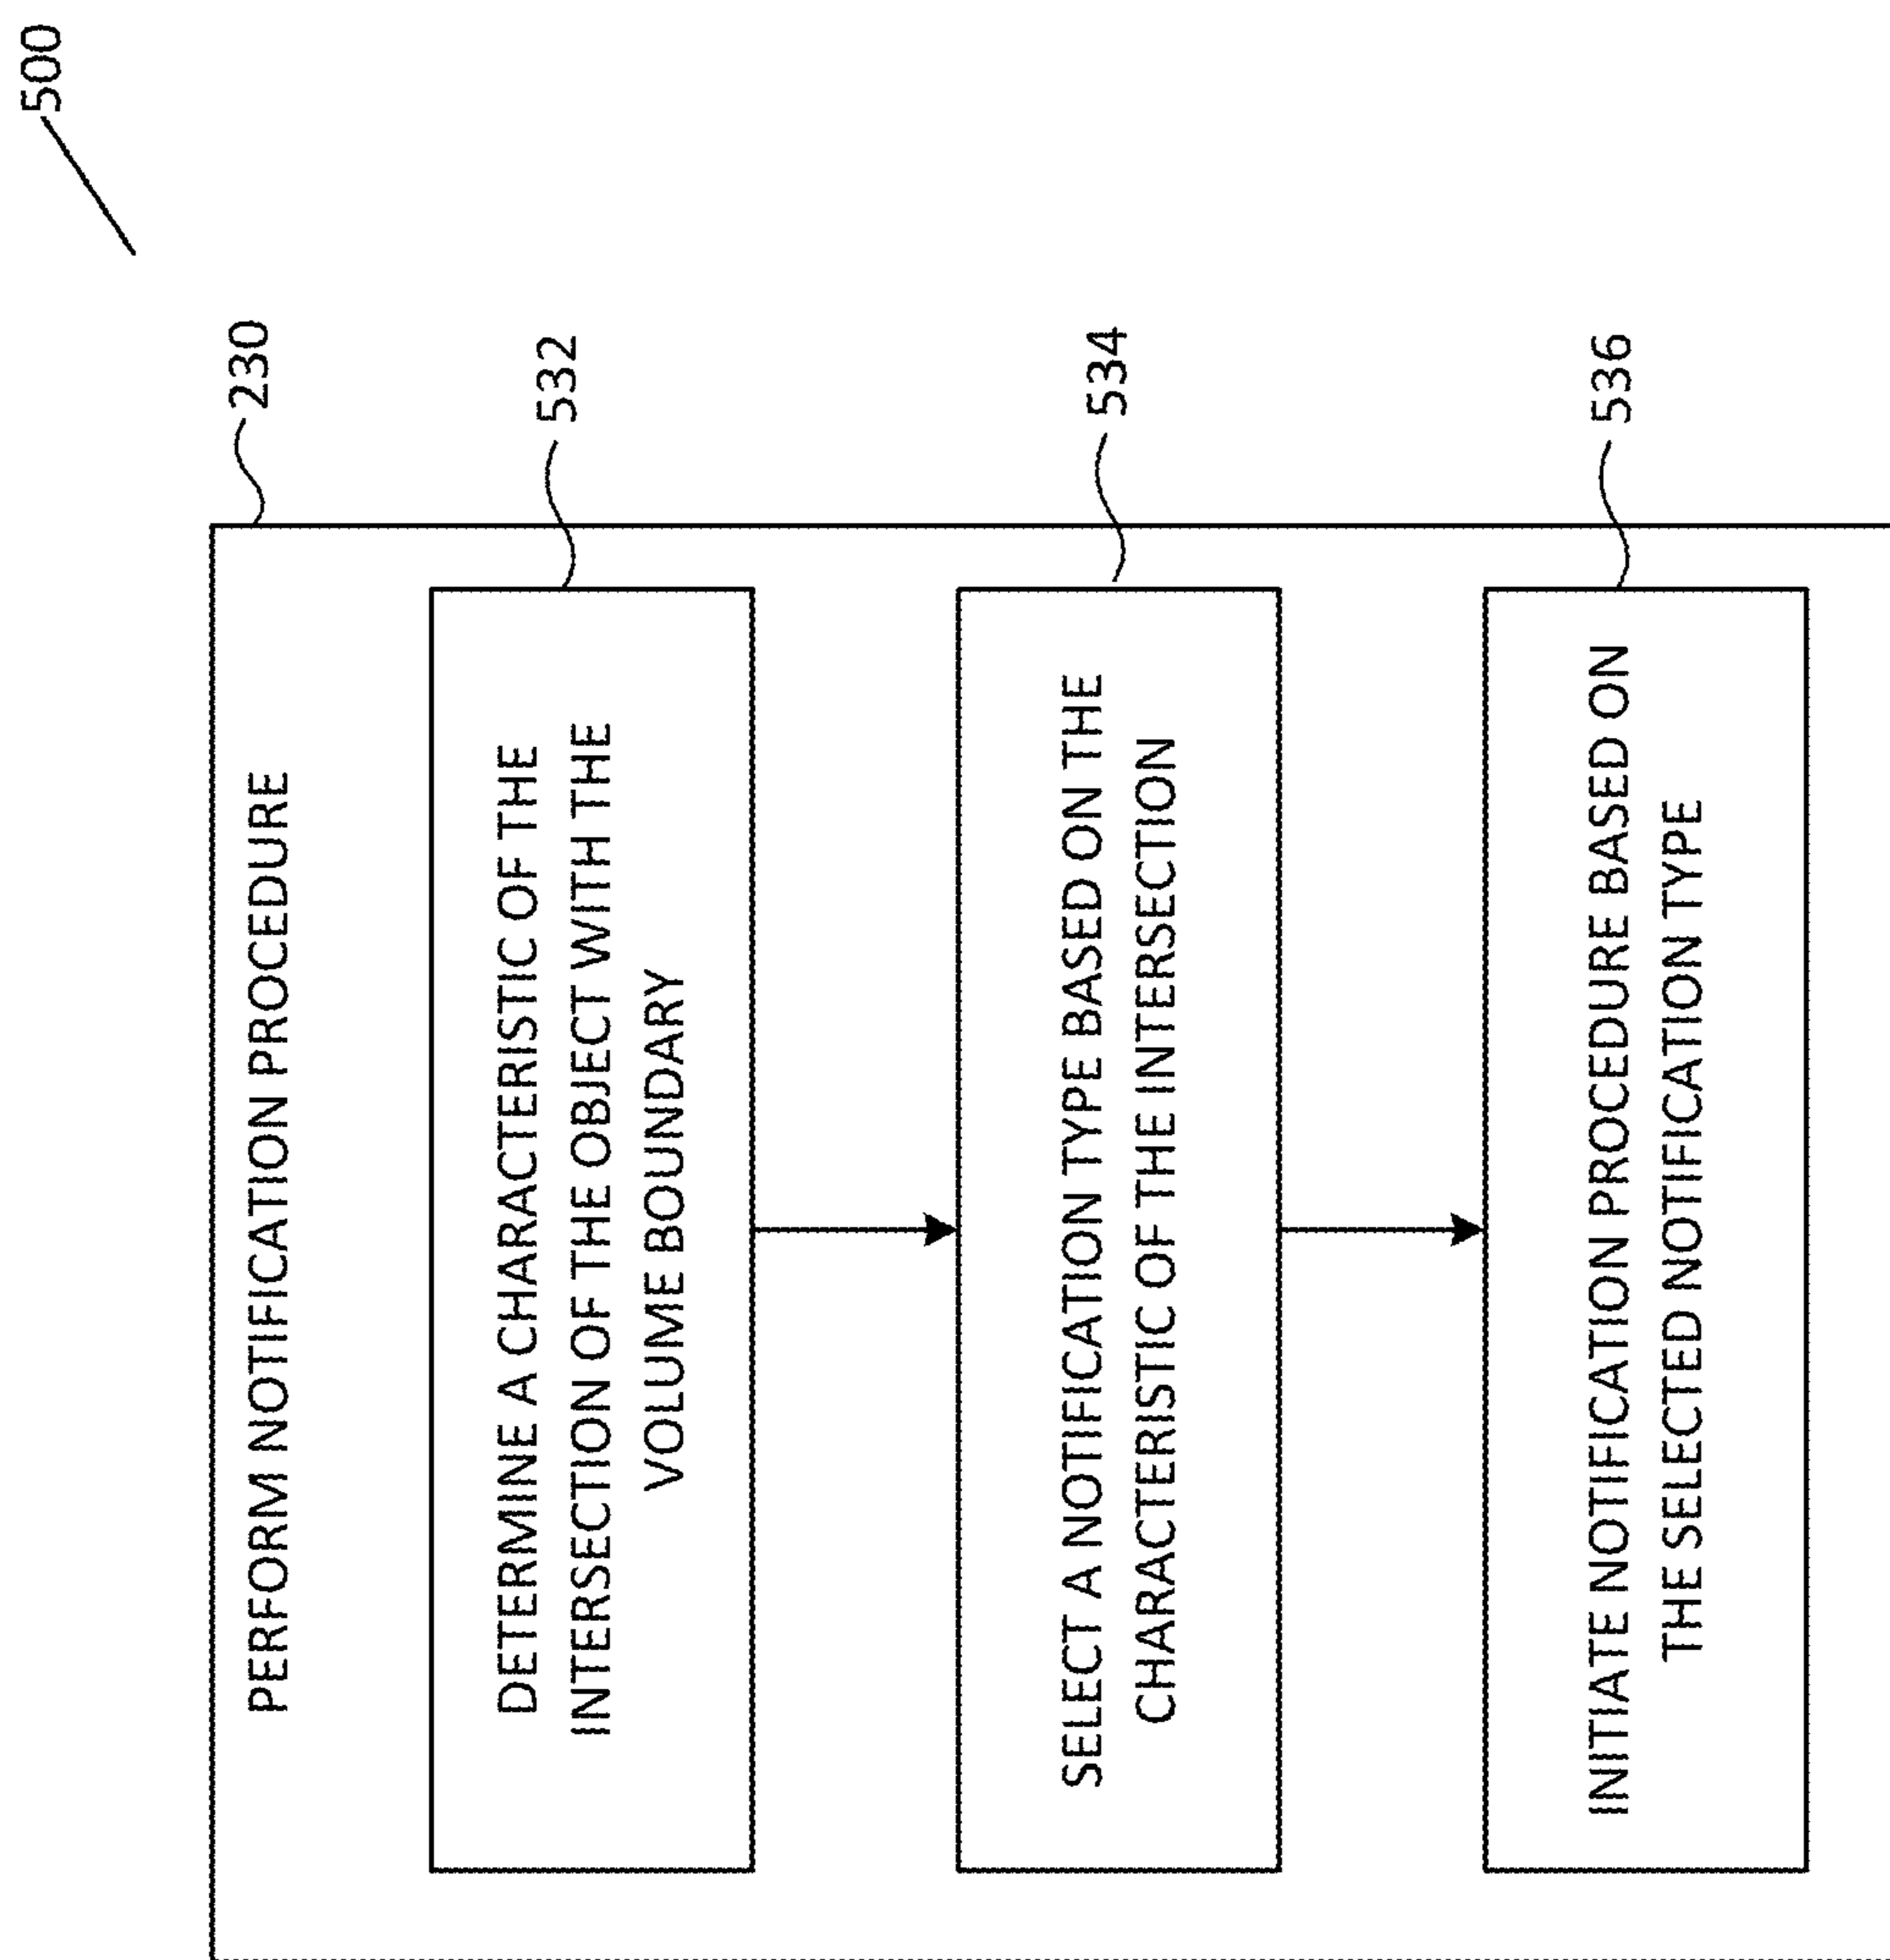 500
230
PERFORM NOTIFICATION PROCEDURE
532
DETERMINE A CHARACTERISTIC OF THE
INTERSECTION OF THE OBJECT WITH THE
VOLUME BOUNDARY
534
SELECT A NOTIFICATION TYPE BASED ON THE
CHARACTERISTIC OF THE INTERSECTION
536
INITIATE NOTIFICATION PROCEDURE BASED ON
THE SELECTED NOTIFICATION TYPE